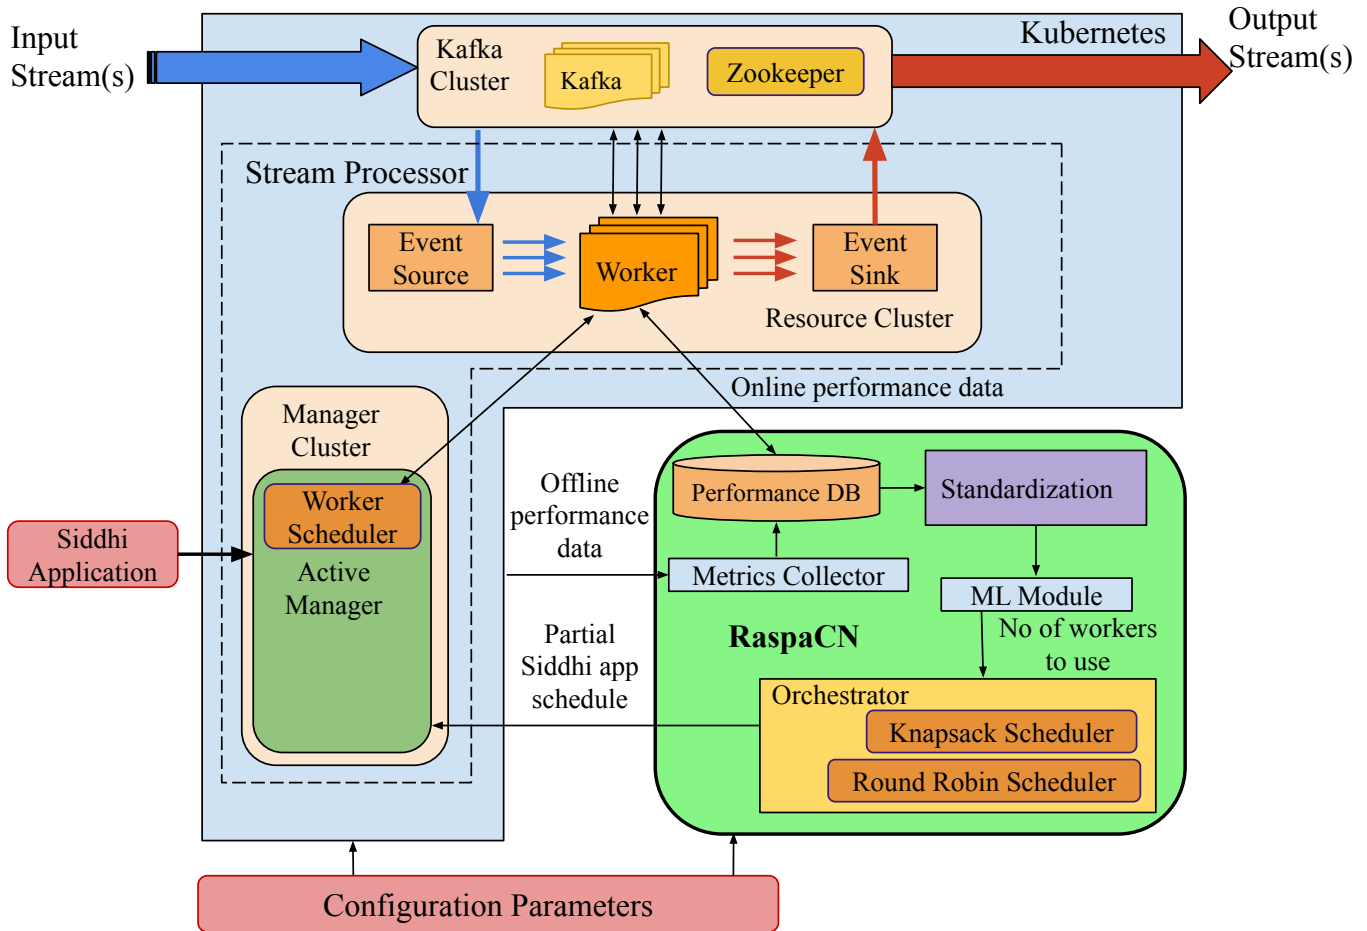 Input
Stream(s)
Kafka
Cluster
Kafka
Zookeeper
Kubernetes
Output
Stream(s)
Stream Processor
Event
Source
Worker
Event
Sink
Resource Cluster
Online performance data
Manager
Cluster
Worker
Scheduler
Active
Manager
Siddhi
Application
Offline
performance
data
Partial
Siddhi app
schedule
Performance DB
Standardization
Metrics Collector
ML Module
RaspaCN
No of workers
to use
Orchestrator
Knapsack Scheduler
Round Robin Scheduler
Configuration Parameters